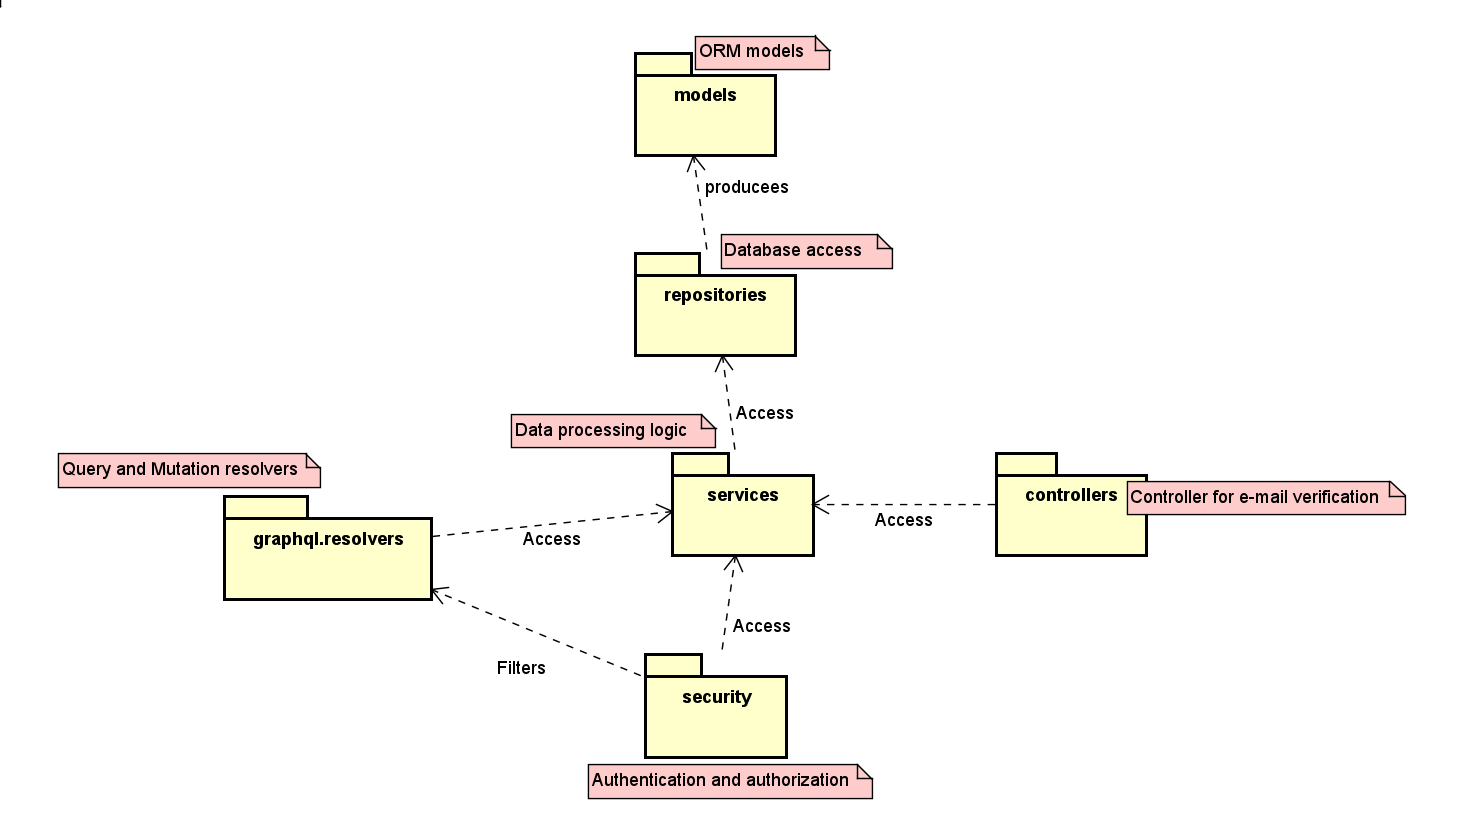 ORM models
models
producees
Database access
repositories
Access
Data processing logic
Query and Mutation resolvers
services
controllers
Controller for e-mail verification
Access
graphql.resolvers
Access
Access
Filters
security
Authentication and authorization